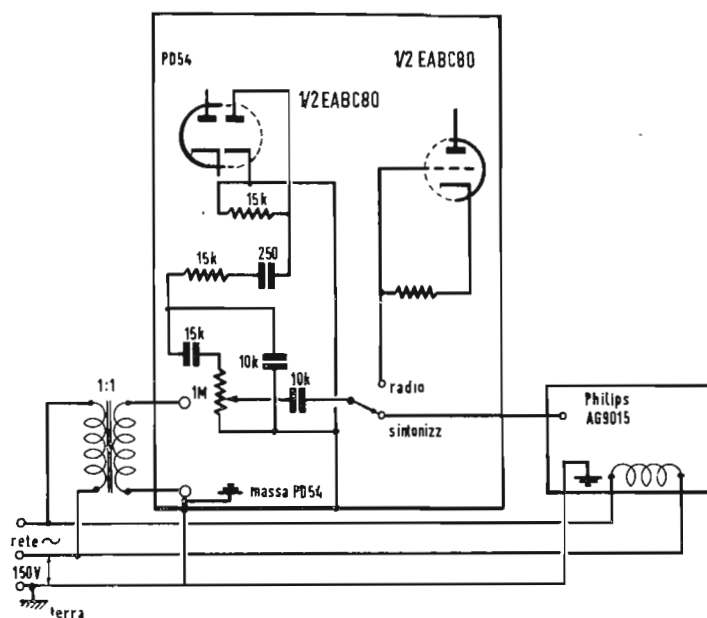 PD54
1/2 EABC80
1/2 EABC80
15k
15k
250
15k
10k
10k
1M
1:1
radio
sintonizz
Philips
AG9015
massa PD54
rete ~
150V
terra